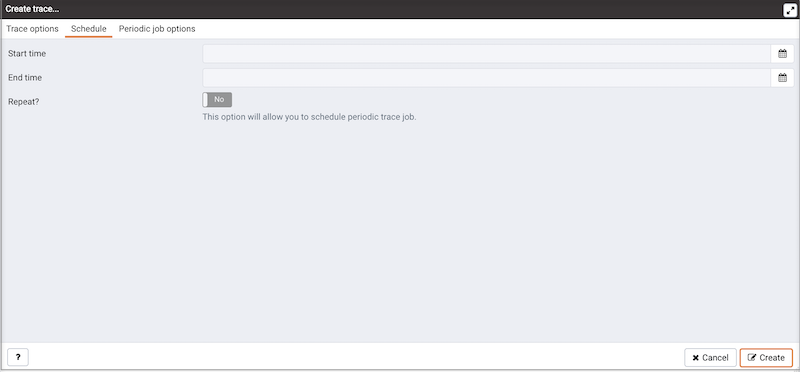 Create trace...
Trace options Schedule Periodic job options
Start time
End time
Repeat? No
This option will allow you to schedule periodic trace job.
? Cancel Create